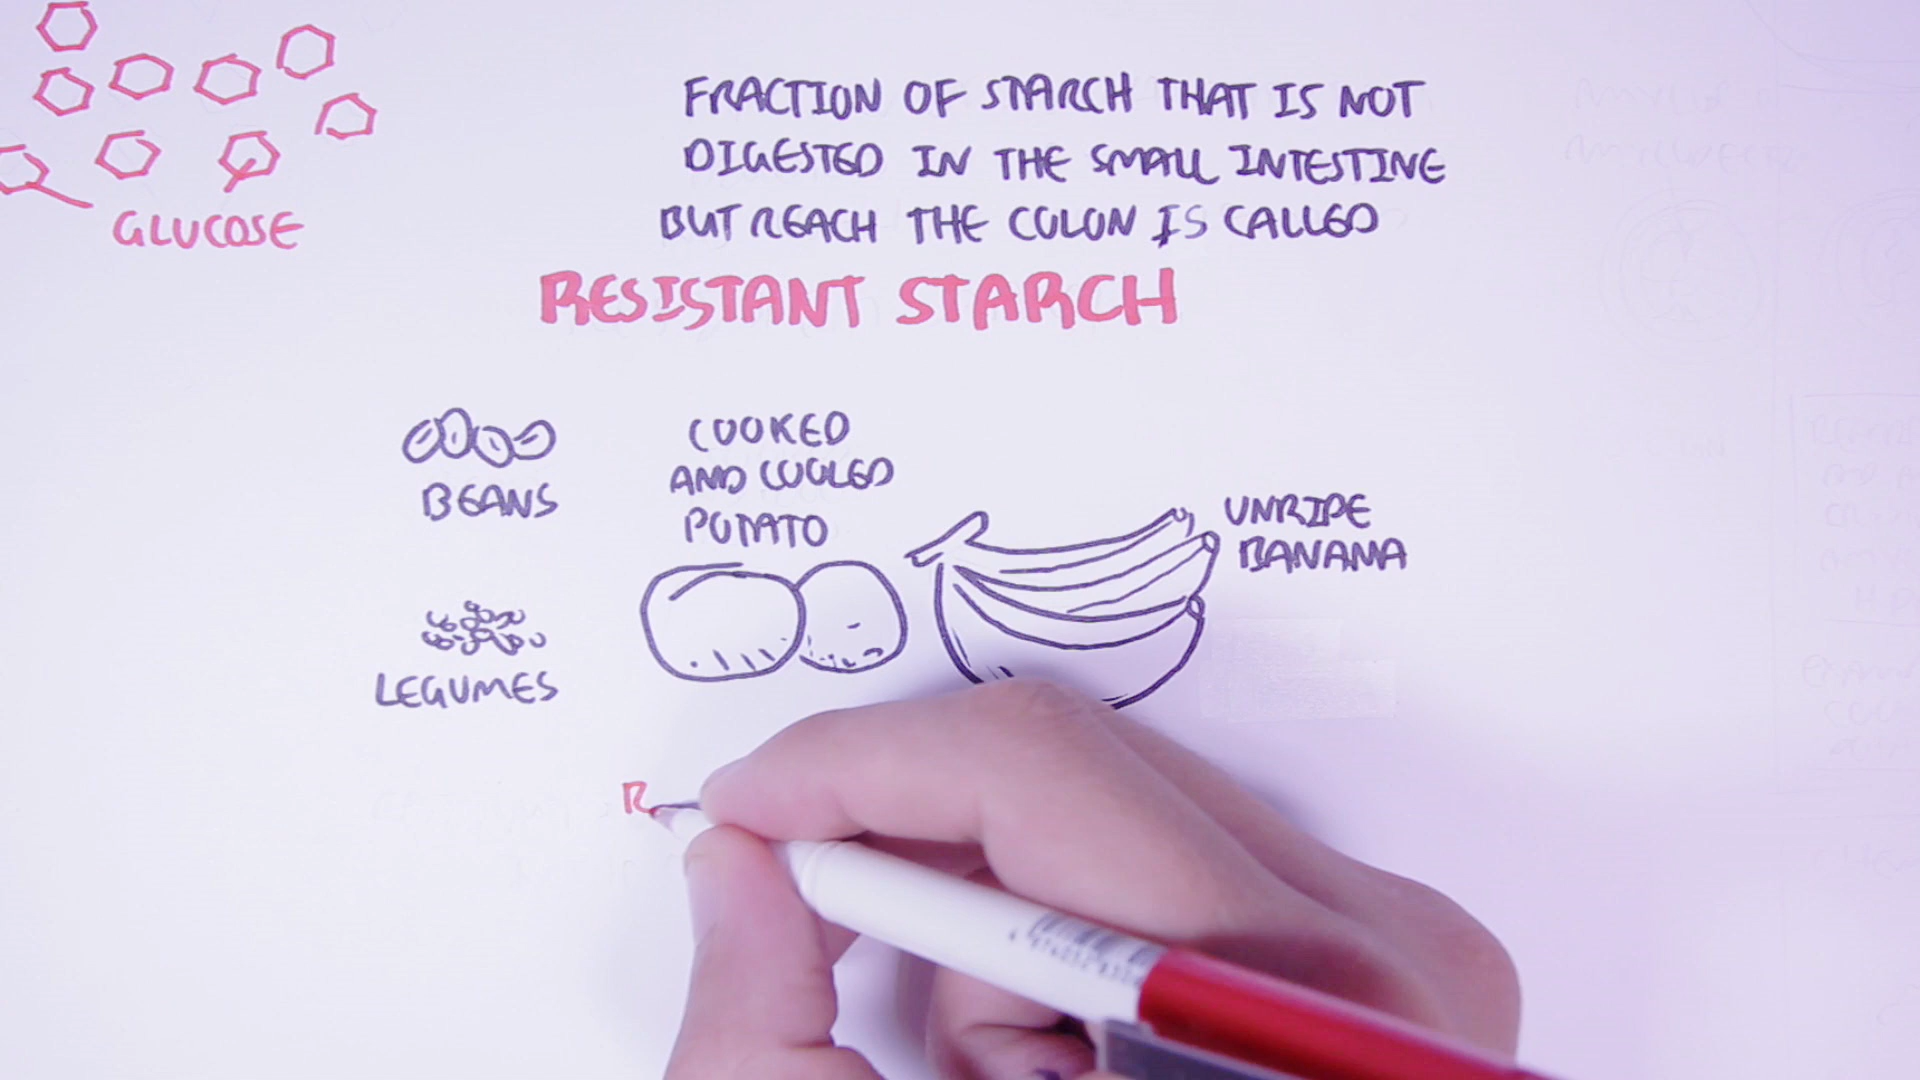 GLUCOSE
FRACTION OF STARCH THAT IS NOT
DIGESTED IN THE SMALL INTESTINE
BUT REACH THE COLON IS CALLED
RESISTANT STARCH
BEANS
COOKED
AND COOLED
POTATO
UNRIPE
BANANA
LEGUMES
R